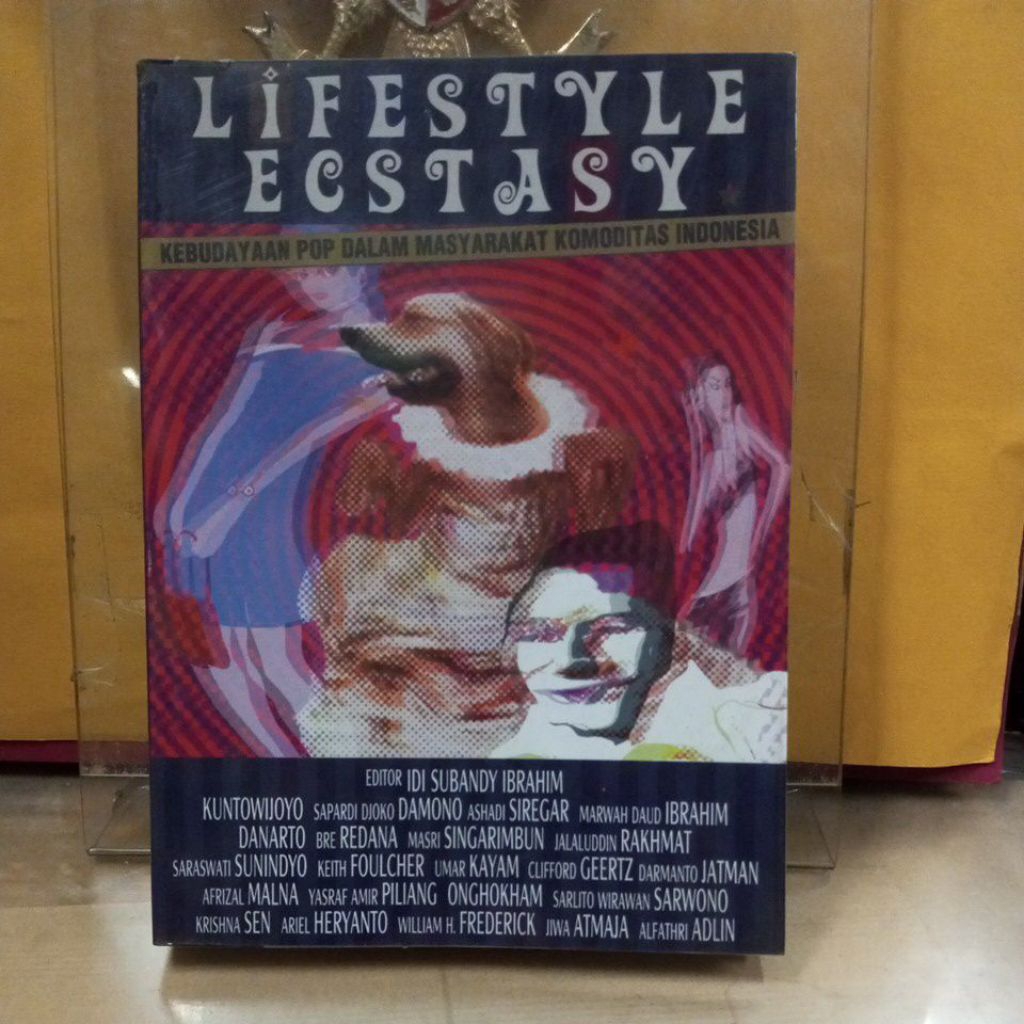 LiFESTYLE
ECSTASY
KEBUDAYAAN POP DALAM MASYARAKAT KOMODITAS INDONESIA
EDITOR IDI SUBANDY IBRAHIM
KUNTOWIJOYO SAPARDI DJOKO DAMONO ASHADI SIREGAR MARWAH DAUD IBRAHIM
DANARTO BRE REDANA MASRI SINGARIMBUN JALALUDDIN RAKHMAT
SARASWATI SUNINDYO KEITH FOULCHER UMAR KAYAM CLIFFORD GEERTZ DARMANTO JATMAN
AFRIZAL MALNA YASRAF AMIR PILIANG ONGHOKHAM SARLITO WIRAWAN SARWONO
KRISHNA SEN ARIEL HERYANTO WILLIAM H. FREDERICK JIWA ATMAJA ALFATHRI ADLIN